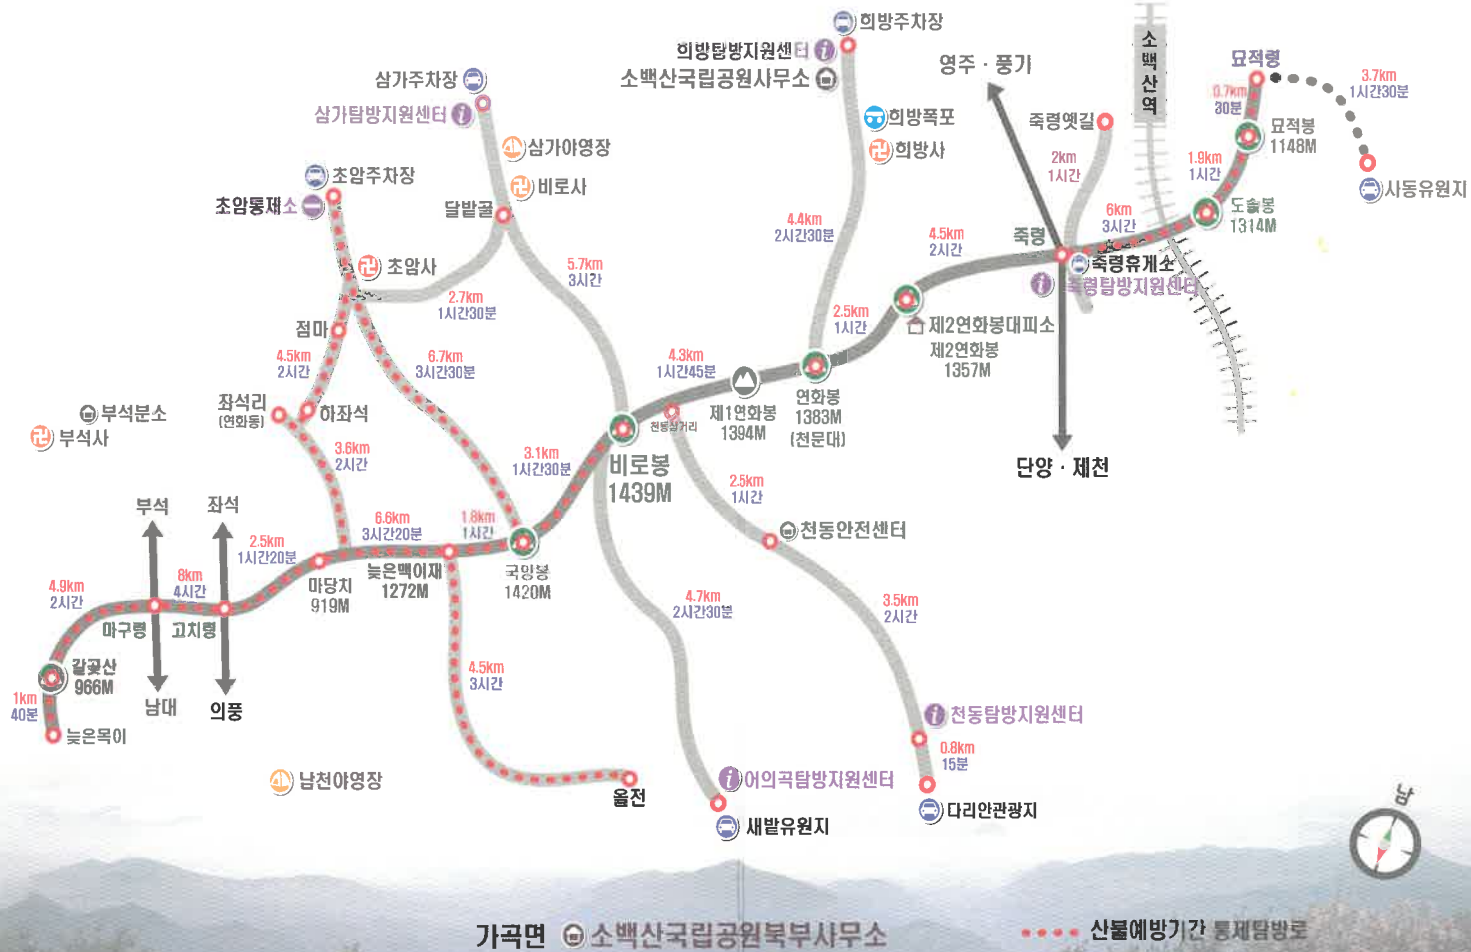 희방주차장
희방탐방지원센터
소백산국립공원사무소
영주 · 풍기
소백산역
묘적령
3.7km
1시간30분
0.7km
30분
묘적봉
1148M
삼가주차장
삼가탐방지원센터
희방폭포
희방사
죽령옛길
2km
1시간
1.9km
1시간
사동유원지
삼가야영장
비로사
초암주차장
초암통제소
달밭골
4.4km
2시간30분
4.5km
2시간
죽령
6km
3시간
도솔봉
1314M
초암사
5.7km
3시간
죽령휴게소
죽령탐방지원센터
2.7km
1시간30분
2.5km
1시간
제2연화봉대피소
제2연화봉
1357M
점마
4.5km
2시간
6.7km
3시간30분
4.3km
1시간45분
좌석리
(연화동)
하좌석
천동삼거리
제1연화봉
1394M
연화봉
1383M
(천문대)
부석분소
부석사
3.6km
2시간
3.1km
1시간30분
비로봉
1439M
단양 · 제천
2.5km
1시간
부석
좌석
6.6km
3시간20분
1.8km
1시간
천동안전센터
2.5km
1시간20분
마당치
919M
늦은맥이재
1272M
국망봉
1420M
4.9km
2시간
8km
4시간
4.7km
2시간30분
3.5km
2시간
마구령
고치령
갈곶산
966M
4.5km
3시간
1km
40분
남대
의풍
늦은목이
천동탐방지원센터
0.8km
15분
남천야영장
을전
어의곡탐방지원센터
새밭유원지
다리안관광지
남
가곡면
소백산국립공원북부사무소
산불예방기간 통제탐방로